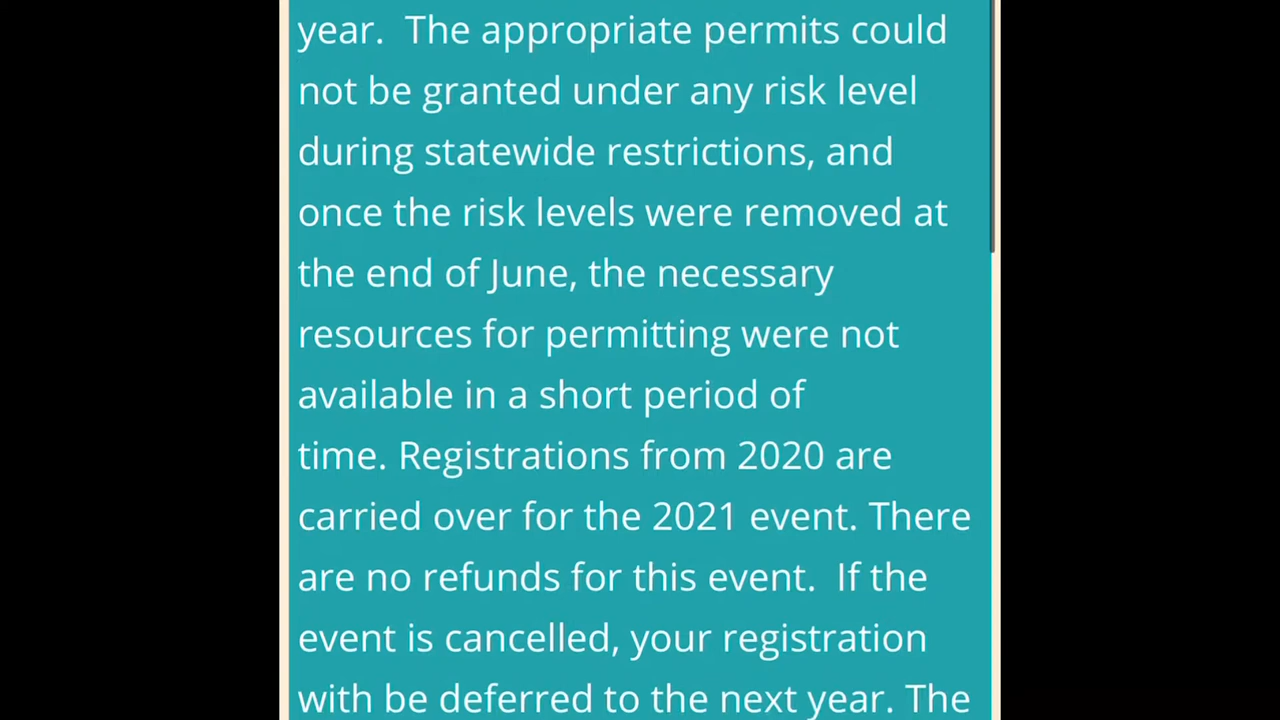 year.  The appropriate permits could
not be granted under any risk level
during statewide restrictions, and
once the risk levels were removed at
the end of June, the necessary
resources for permitting were not
available in a short period of
time. Registrations from 2020 are
carried over for the 2021 event. There
are no refunds for this event.  If the
event is cancelled, your registration
with be deferred to the next year. The